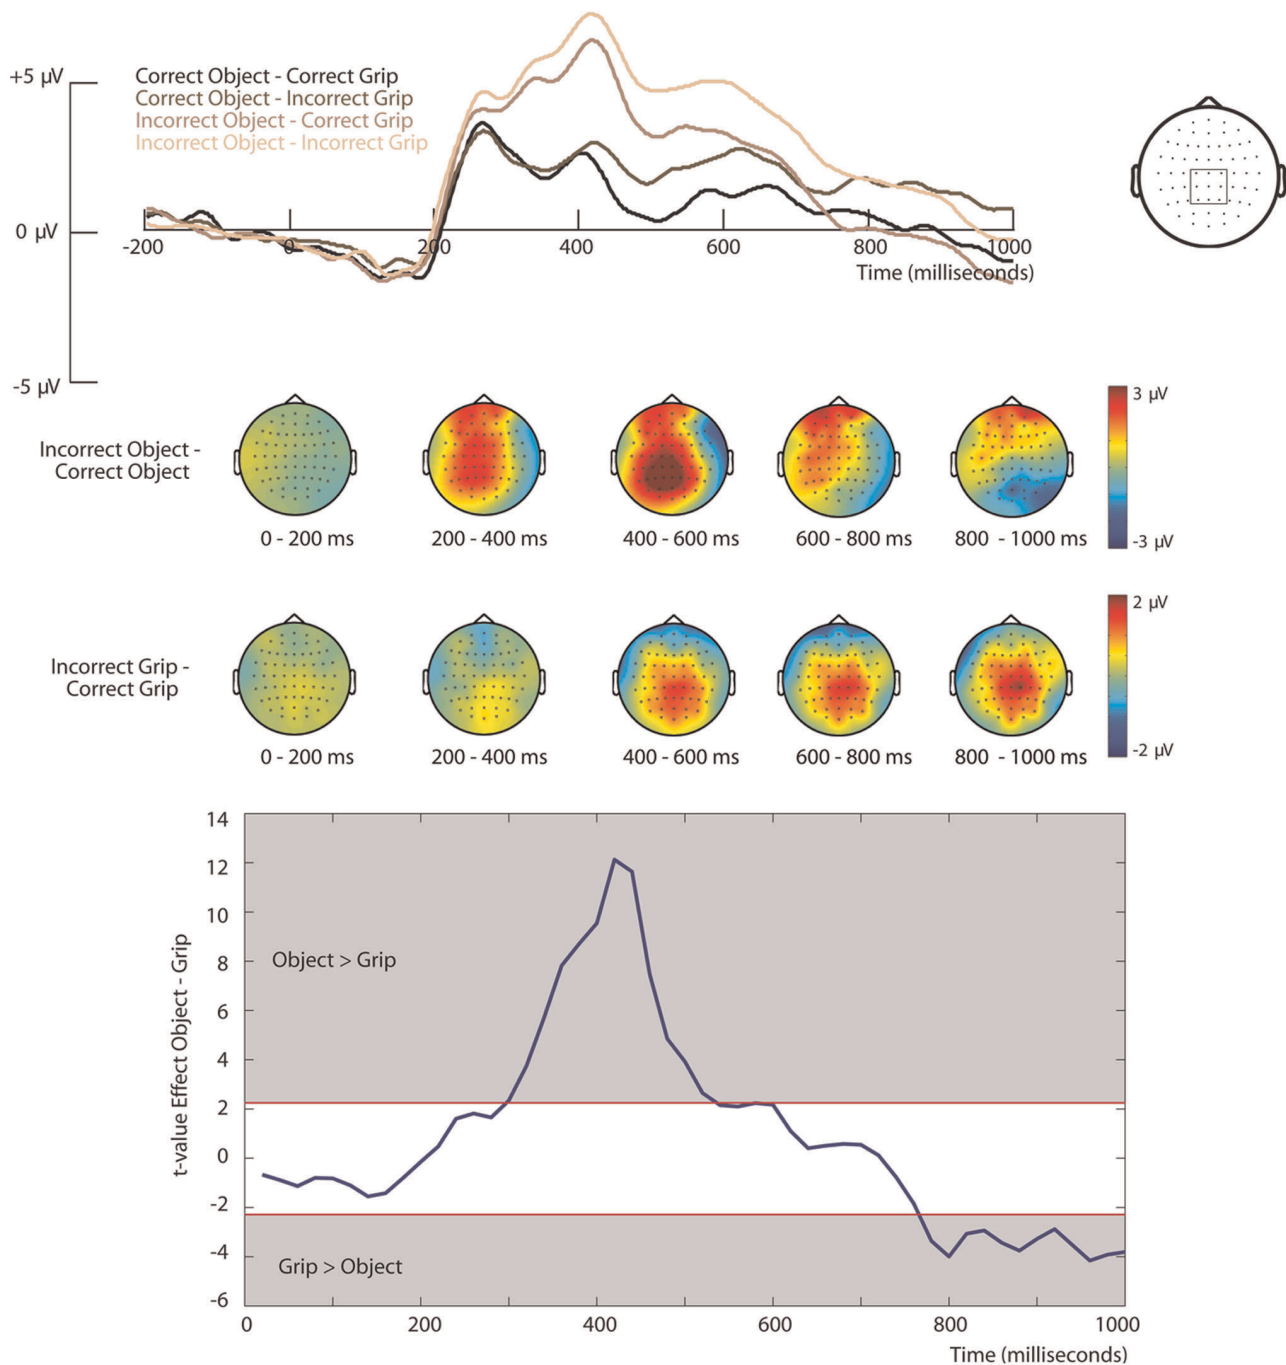 +5 µV
Correct Object - Correct Grip
Correct Object - Incorrect Grip
Incorrect Object - Correct Grip
Incorrect Object - Incorrect Grip
0 µV
-200 0 200 400 600 800 1000
Time (milliseconds)
-5 µV
Incorrect Object -
Correct Object
3 µV
-3 µV
0 - 200 ms 200 - 400 ms 400 - 600 ms 600 - 800 ms 800 - 1000 ms
Incorrect Grip -
Correct Grip
2 µV
-2 µV
0 - 200 ms 200 - 400 ms 400 - 600 ms 600 - 800 ms 800 - 1000 ms
t-value Effect Object - Grip
14
12
10
8
6
4
2
0
-2
-4
-6
Object > Grip
Grip > Object
0 200 400 600 800 1000
Time (milliseconds)